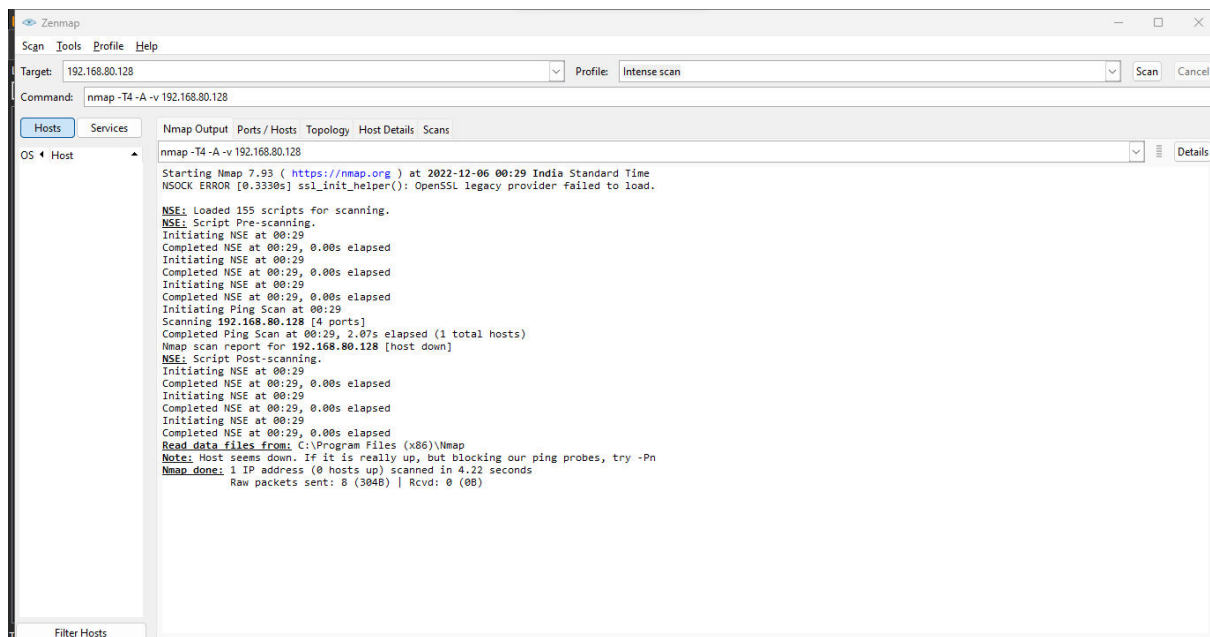 Zenmap
Scan Tools Profile Help
Target: 192.168.80.128 Profile: Intense scan Scan Cancel
Command: nmap -T4 -A -v 192.168.80.128
Hosts Services Nmap Output Ports / Hosts Topology Host Details Scans
OS Host nmap -T4 -A -v 192.168.80.128 Details
Starting Nmap 7.93 ( https://nmap.org ) at 2022-12-06 00:29 India Standard Time
NSOCK ERROR [0.3330s] ssl_init_helper(): OpenSSL legacy provider failed to load.
NSE: Loaded 155 scripts for scanning.
NSE: Script Pre-scanning.
Initiating NSE at 00:29
Completed NSE at 00:29, 0.00s elapsed
Initiating NSE at 00:29
Completed NSE at 00:29, 0.00s elapsed
Initiating NSE at 00:29
Completed NSE at 00:29, 0.00s elapsed
Initiating Ping Scan at 00:29
Scanning 192.168.80.128 [4 ports]
Completed Ping Scan at 00:29, 2.07s elapsed (1 total hosts)
Nmap scan report for 192.168.80.128 [host down]
NSE: Script Post-scanning.
Initiating NSE at 00:29
Completed NSE at 00:29, 0.00s elapsed
Initiating NSE at 00:29
Completed NSE at 00:29, 0.00s elapsed
Initiating NSE at 00:29
Completed NSE at 00:29, 0.00s elapsed
Read data files from: C:\Program Files (x86)\Nmap
Note: Host seems down. If it is really up, but blocking our ping probes, try -Pn
Nmap done: 1 IP address (0 hosts up) scanned in 4.22 seconds
Raw packets sent: 8 (304B) | Rcvd: 0 (0B)
Filter Hosts